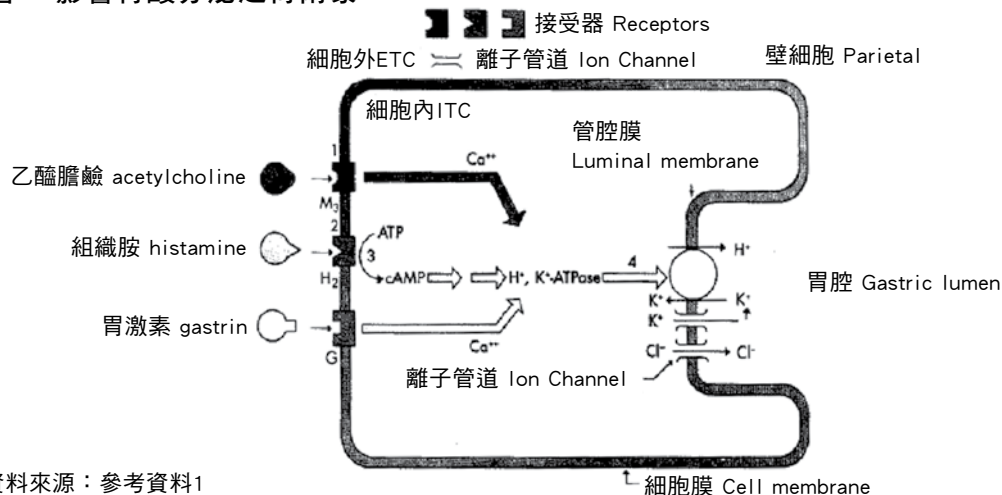 接受器 Receptors
細胞外ETC 離子管道 Ion Channel
壁細胞 Parietal
細胞內ITC
管腔膜
Luminal membrane
1
Ca⁺⁺
乙醯膽鹼 acetylcholine
M₃
2
ATP
組織胺 histamine
3
H₂
cAMP
H⁺, K⁺-ATPase
4
H⁺
胃腔 Gastric lumen
K⁺ K⁺
K⁺
胃激素 gastrin
G
Ca⁺⁺
Cl⁻ Cl⁻
離子管道 Ion Channel
資料來源：參考資料1
細胞膜 Cell membrane